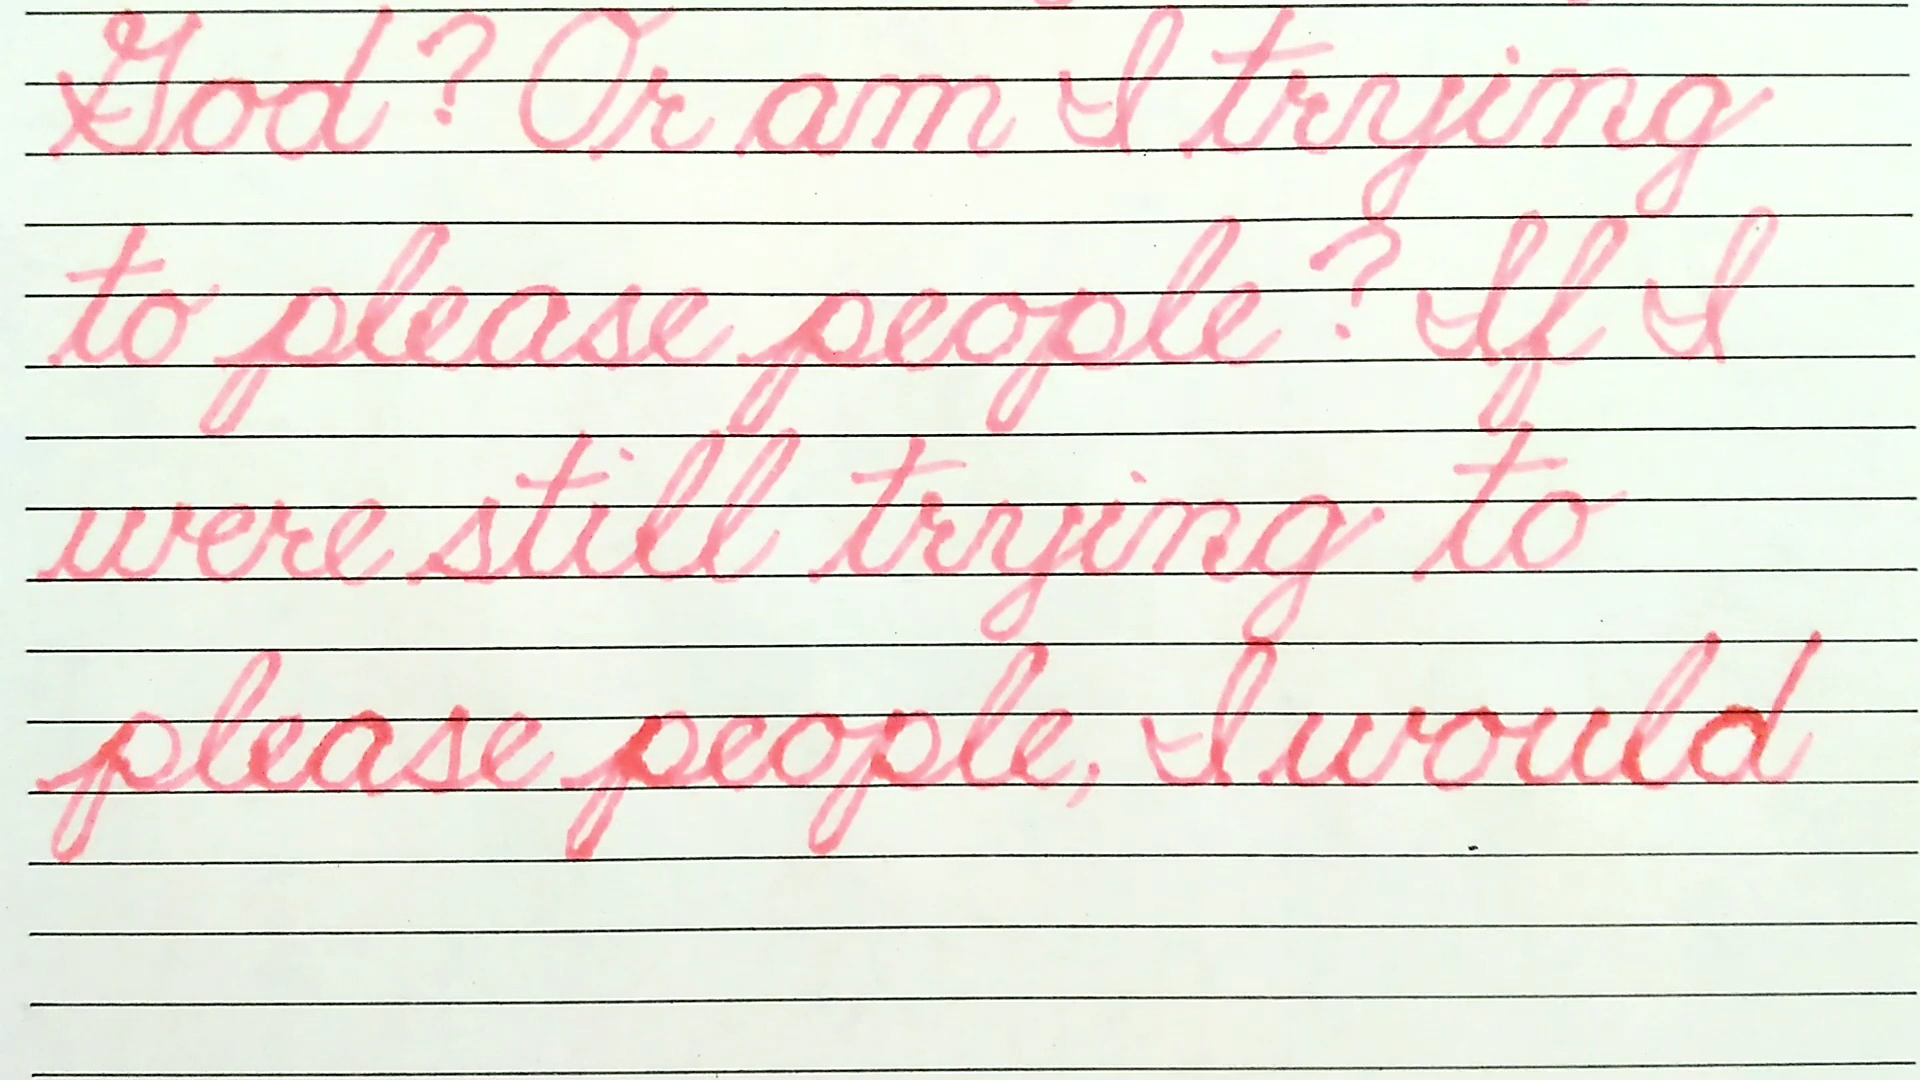 God? Or am I trying
to please people? If I
were still trying to
please people, I would